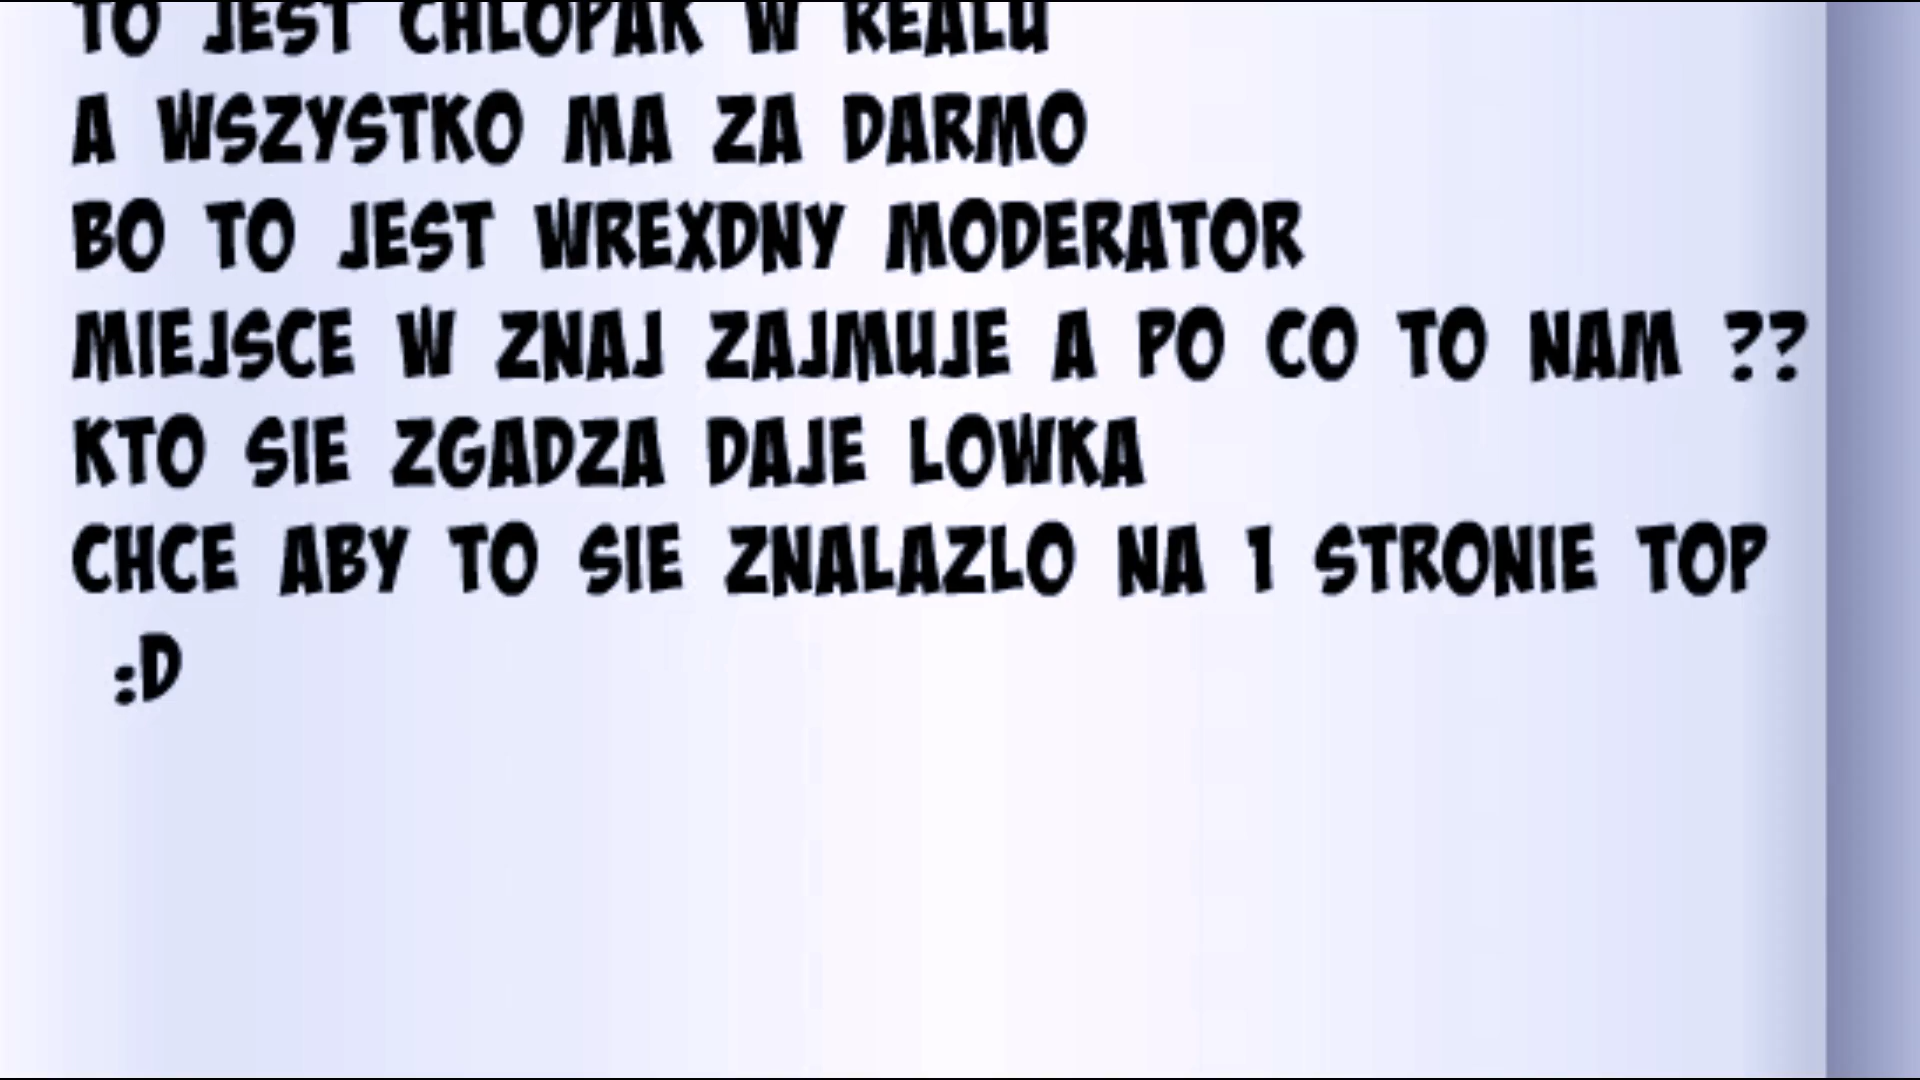 TO JEST CHLOPAK W REALU
A WSZYSTKO MA ZA DARMO
BO TO JEST WREXDNY MODERATOR
MIEJSCE W ZNAJ ZAJMUJE A PO CO TO NAM ??
KTO SIE ZGADZA DAJE LOWKA
CHCE ABY TO SIE ZNALAZLO NA 1 STRONIE TOP
:D